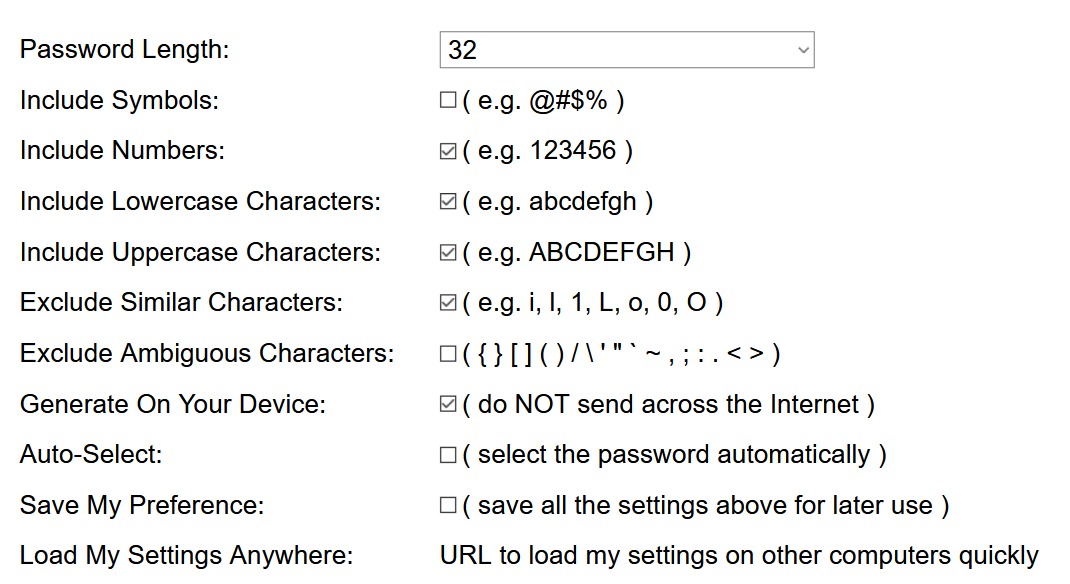 Password Length: 32
Include Symbols: ( e.g. @#$% )
Include Numbers: ( e.g. 123456 )
Include Lowercase Characters: ( e.g. abcdefgh )
Include Uppercase Characters: ( e.g. ABCDEFGH )
Exclude Similar Characters: ( e.g. i, l, 1, L, o, 0, O )
Exclude Ambiguous Characters: ( { } [ ] ( ) / \ ' " ` ~ , ; : . < > )
Generate On Your Device: ( do NOT send across the Internet )
Auto-Select: ( select the password automatically )
Save My Preference: ( save all the settings above for later use )
Load My Settings Anywhere: URL to load my settings on other computers quickly